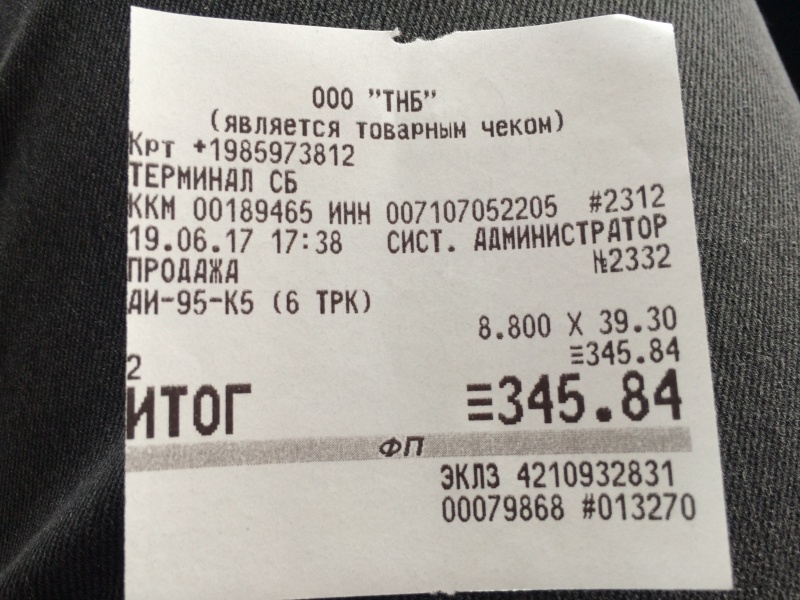 ООО "ТНБ"
(является товарным чеком)
Крт +1985973812
ТЕРМИНАЛ СБ
ККМ 00189465 ИНН 007107052205 #2312
19.06.17 17:38 СИСТ. АДМИНИСТРАТОР
ПРОДАЖА №2332
АИ-95-К5 (6 ТРК)
8.800 X 39.30
2 ≡345.84
ИТОГ ≡345.84
ФП
ЭКЛЗ 4210932831
00079868 #013270